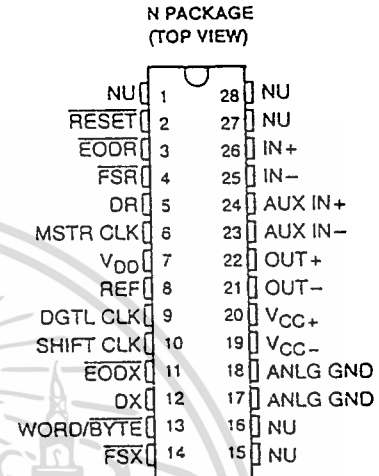 N PACKAGE
(TOP VIEW)
NU 1 28 NU
RESET 2 27 NU
EODR 3 26 IN+
FSR 4 25 IN−
DR 5 24 AUX IN+
MSTR CLK 6 23 AUX IN−
VDD 7 22 OUT+
REF 8 21 OUT−
DGTL CLK 9 20 VCC+
SHIFT CLK 10 19 VCC−
EODX 11 18 ANLG GND
DX 12 17 ANLG GND
WORD/BYTE 13 16 NU
FSX 14 15 NU